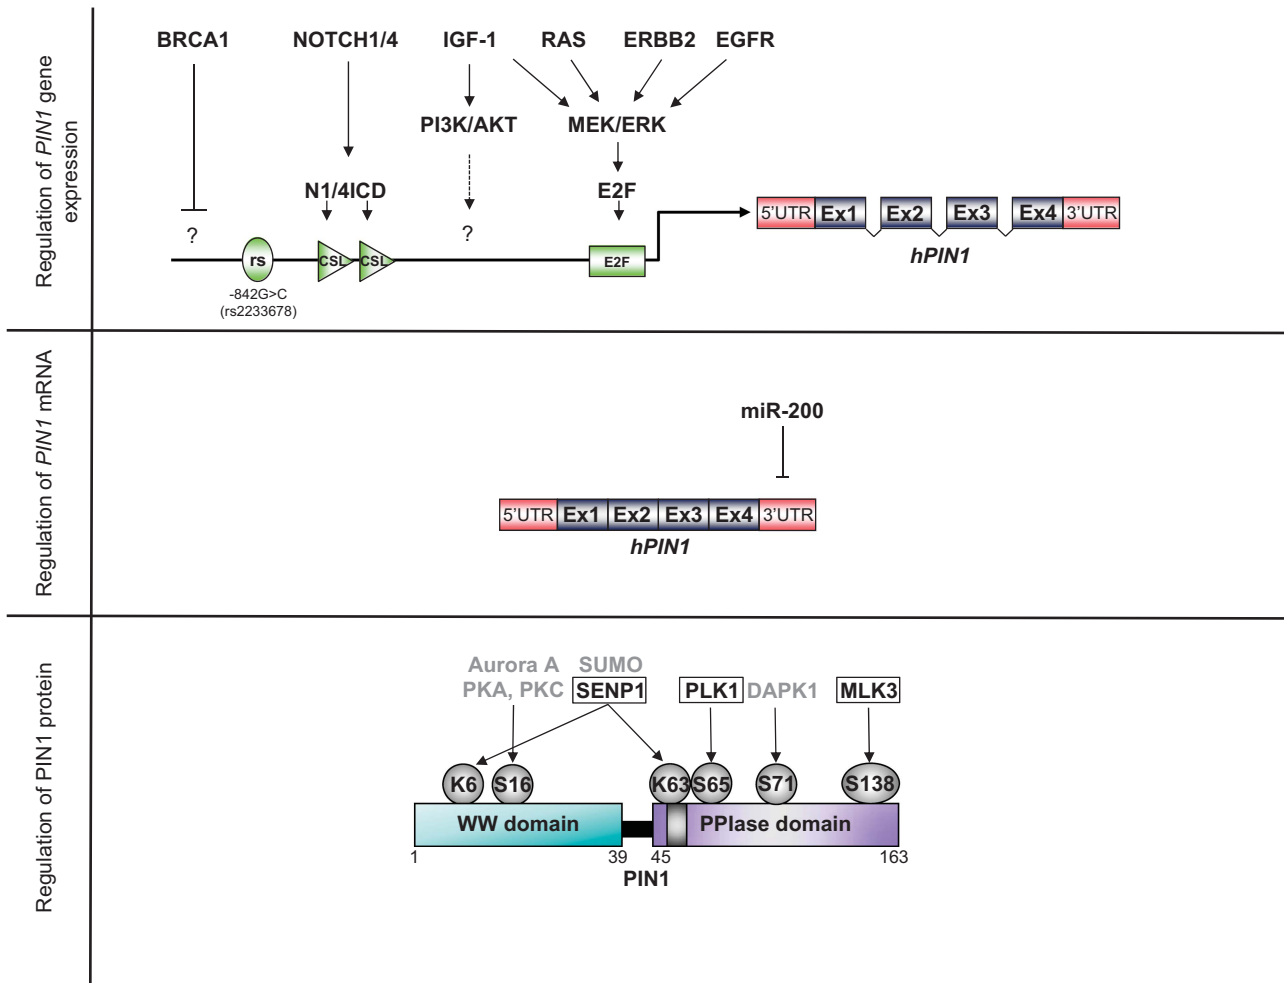 Regulation of PIN1 gene
expression
BRCA1 NOTCH1/4 IGF-1 RAS ERBB2 EGFR
PI3K/AKT MEK/ERK
N1/4ICD E2F
? ?
rs CSL CSL E2F
-842G>C
(rs2233678)
5'UTR Ex1 Ex2 Ex3 Ex4 3'UTR
hPIN1
Regulation of PIN1 mRNA
miR-200
5'UTR Ex1 Ex2 Ex3 Ex4 3'UTR
hPIN1
Regulation of PIN1 protein
Aurora A SUMO
PKA, PKC SENP1 PLK1 DAPK1 MLK3
K6 S16 K63 S65 S71 S138
WW domain PPIase domain
1 39 45 163
PIN1